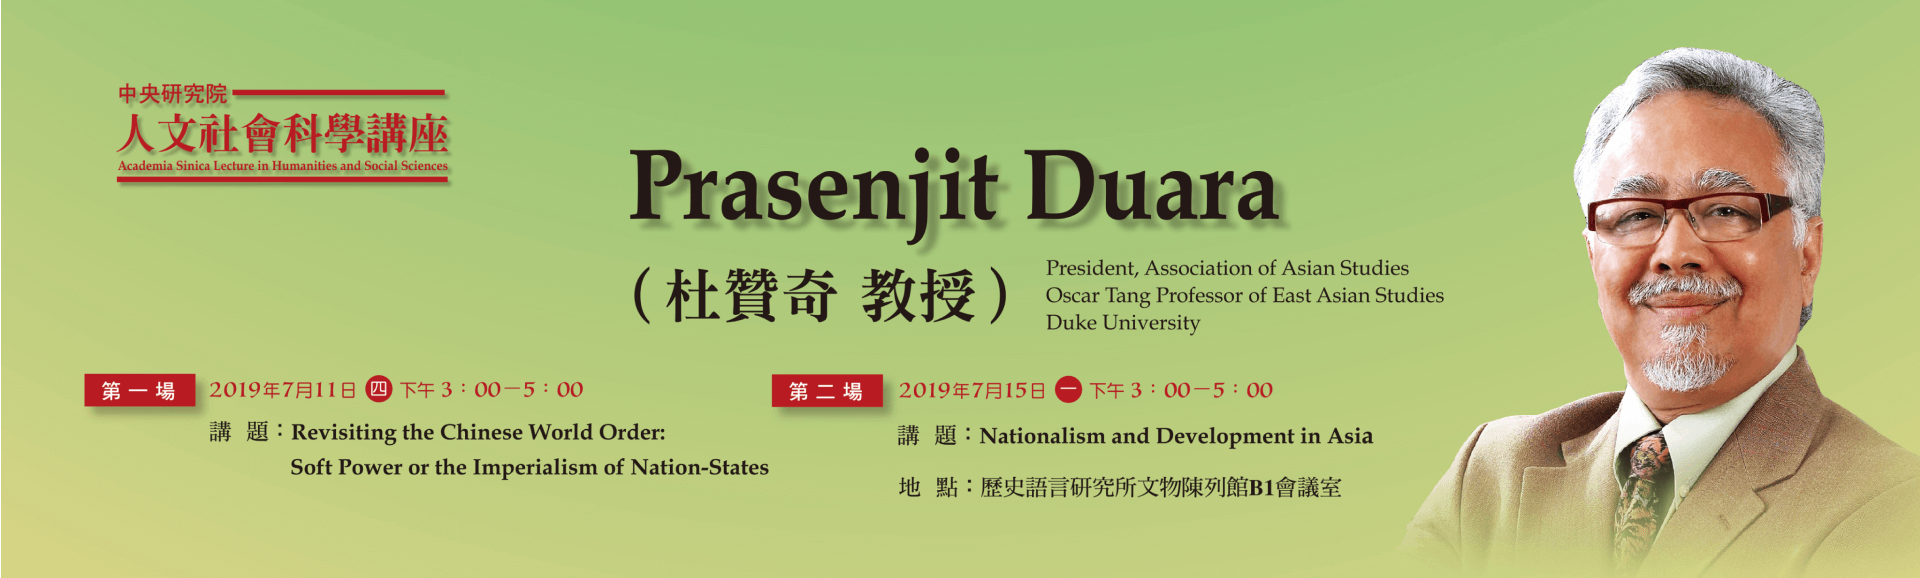 中央研究院
人文社會科學講座
Academia Sinica Lecture in Humanities and Social Sciences
Prasenjit Duara
（杜贊奇 教授）
President, Association of Asian Studies
Oscar Tang Professor of East Asian Studies
Duke University
第一場 2019年7月11日 四 下午 3：00－5：00
講 題：Revisiting the Chinese World Order:
Soft Power or the Imperialism of Nation-States
第二場 2019年7月15日 一 下午 3：00－5：00
講 題：Nationalism and Development in Asia
地 點：歷史語言研究所文物陳列館B1會議室